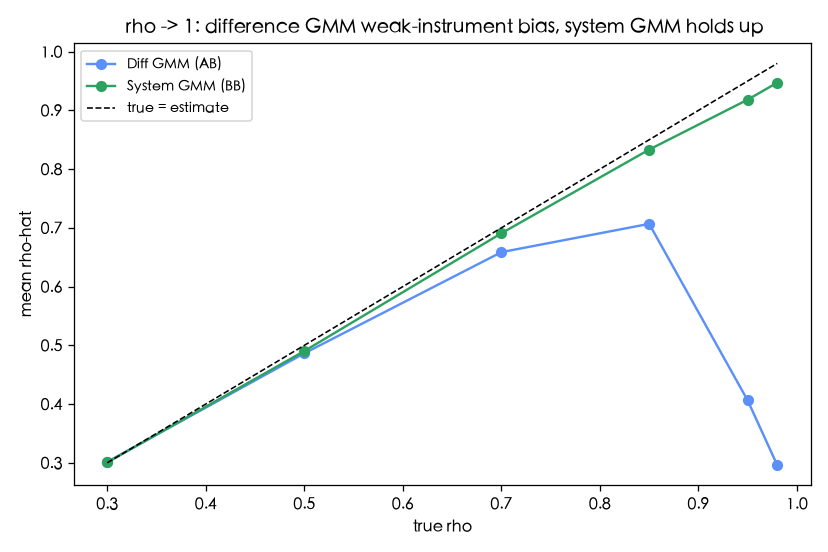 rho -> 1: difference GMM weak-instrument bias, system GMM holds up
Diff GMM (AB)
System GMM (BB)
true = estimate
mean rho-hat
1.0
0.9
0.8
0.7
0.6
0.5
0.4
0.3
0.3
0.4
0.5
0.6
0.7
0.8
0.9
1.0
true rho